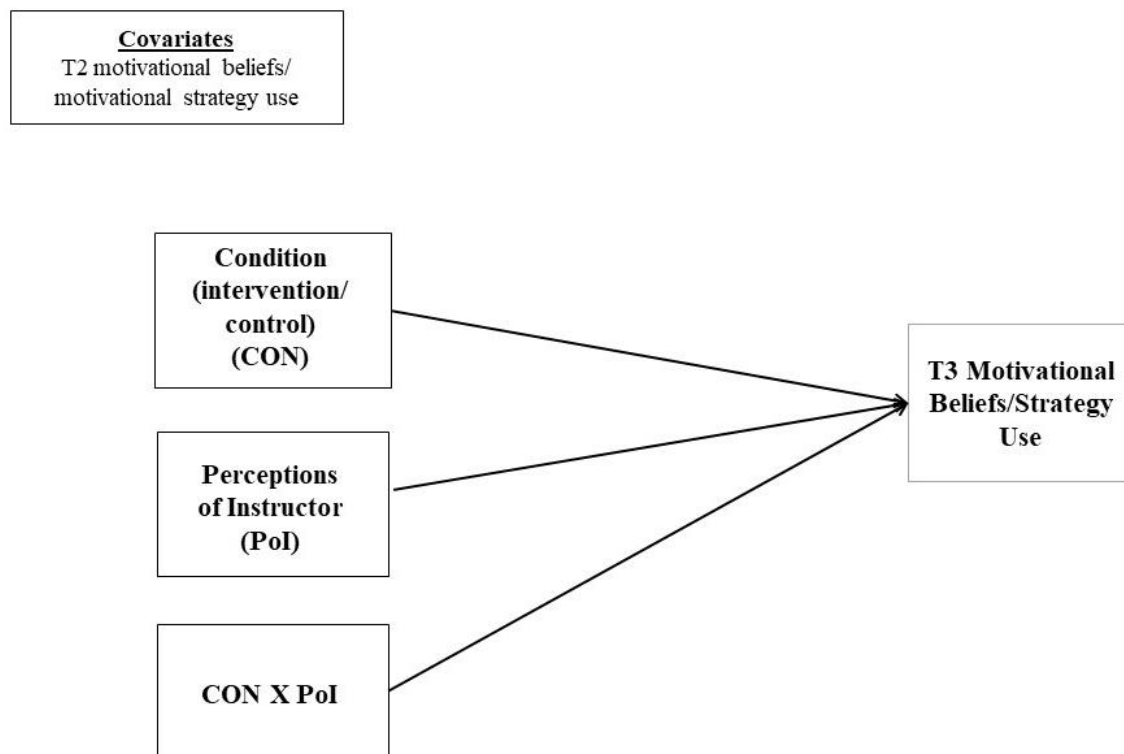 Covariates
T2 motivational beliefs/
motivational strategy use
Condition
(intervention/
control)
(CON)
Perceptions
of Instructor
(PoI)
CON X PoI
T3 Motivational
Beliefs/Strategy
Use